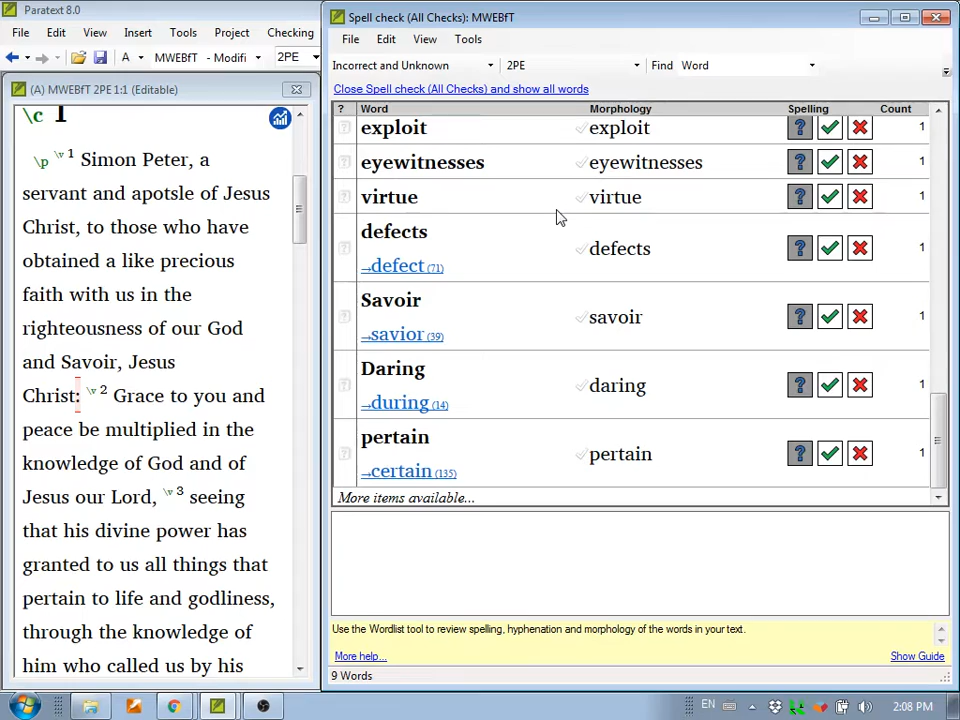 Paratext 8.0
File Edit View Insert Tools Project Checking
A MWEBfT - Modifi 2PE
(A) MWEBfT 2PE 1:1 (Editable)
\c 1
\p \v 1 Simon Peter, a
servant and apotsle of Jesus
Christ, to those who have
obtained a like precious
faith with us in the
righteousness of our God
and Savoir, Jesus
Christ: \v 2 Grace to you and
peace be multiplied in the
knowledge of God and of
Jesus our Lord, \v 3 seeing
that his divine power has
granted to us all things that
pertain to life and godliness,
through the knowledge of
him who called us by his
Spell check (All Checks): MWEBfT
File Edit View Tools
Incorrect and Unknown 2PE Find Word
Close Spell check (All Checks) and show all words
? Word Morphology Spelling Count
exploit exploit ? 1
eyewitnesses eyewitnesses ? 1
virtue virtue ? 1
defects defects ? 1
→defect (71)
Savoir savoir ? 1
→savior (39)
Daring daring ? 1
→during (14)
pertain pertain ? 1
→certain (135)
More items available...
Use the Wordlist tool to review spelling, hyphenation and morphology of the words in your text.
More help... Show Guide
9 Words
EN 2:08 PM